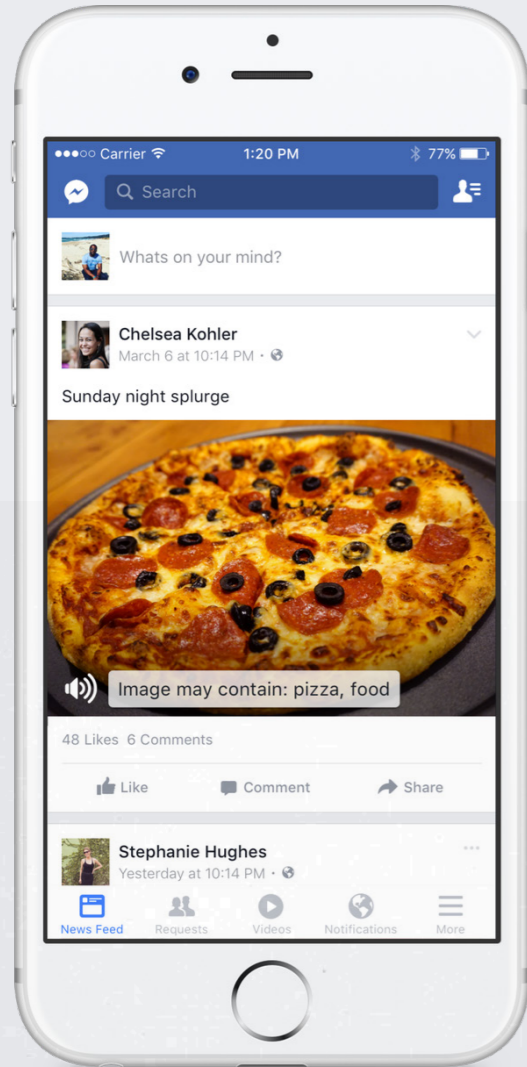 Carrier 1:20 PM 77%
Search
Whats on your mind?
Chelsea Kohler
March 6 at 10:14 PM ·
Sunday night splurge
Image may contain: pizza, food
48 Likes 6 Comments
Like Comment Share
Stephanie Hughes
Yesterday at 10:14 PM ·
News Feed Requests Videos Notifications More